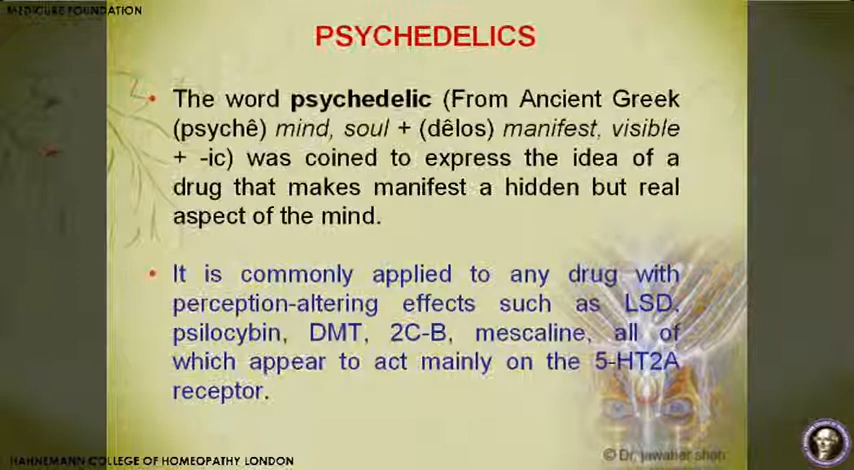 MEDICURE FOUNDATION
PSYCHEDELICS
• The word psychedelic (From Ancient Greek
(psychê) mind, soul + (dêlos) manifest, visible
+ -ic) was coined to express the idea of a
drug that makes manifest a hidden but real
aspect of the mind.
• It is commonly applied to any drug with
perception-altering effects such as LSD,
psilocybin, DMT, 2C-B, mescaline, all of
which appear to act mainly on the 5-HT2A
receptor.
© Dr. jawahar shah
HAHNEMANN COLLEGE OF HOMEOPATHY LONDON